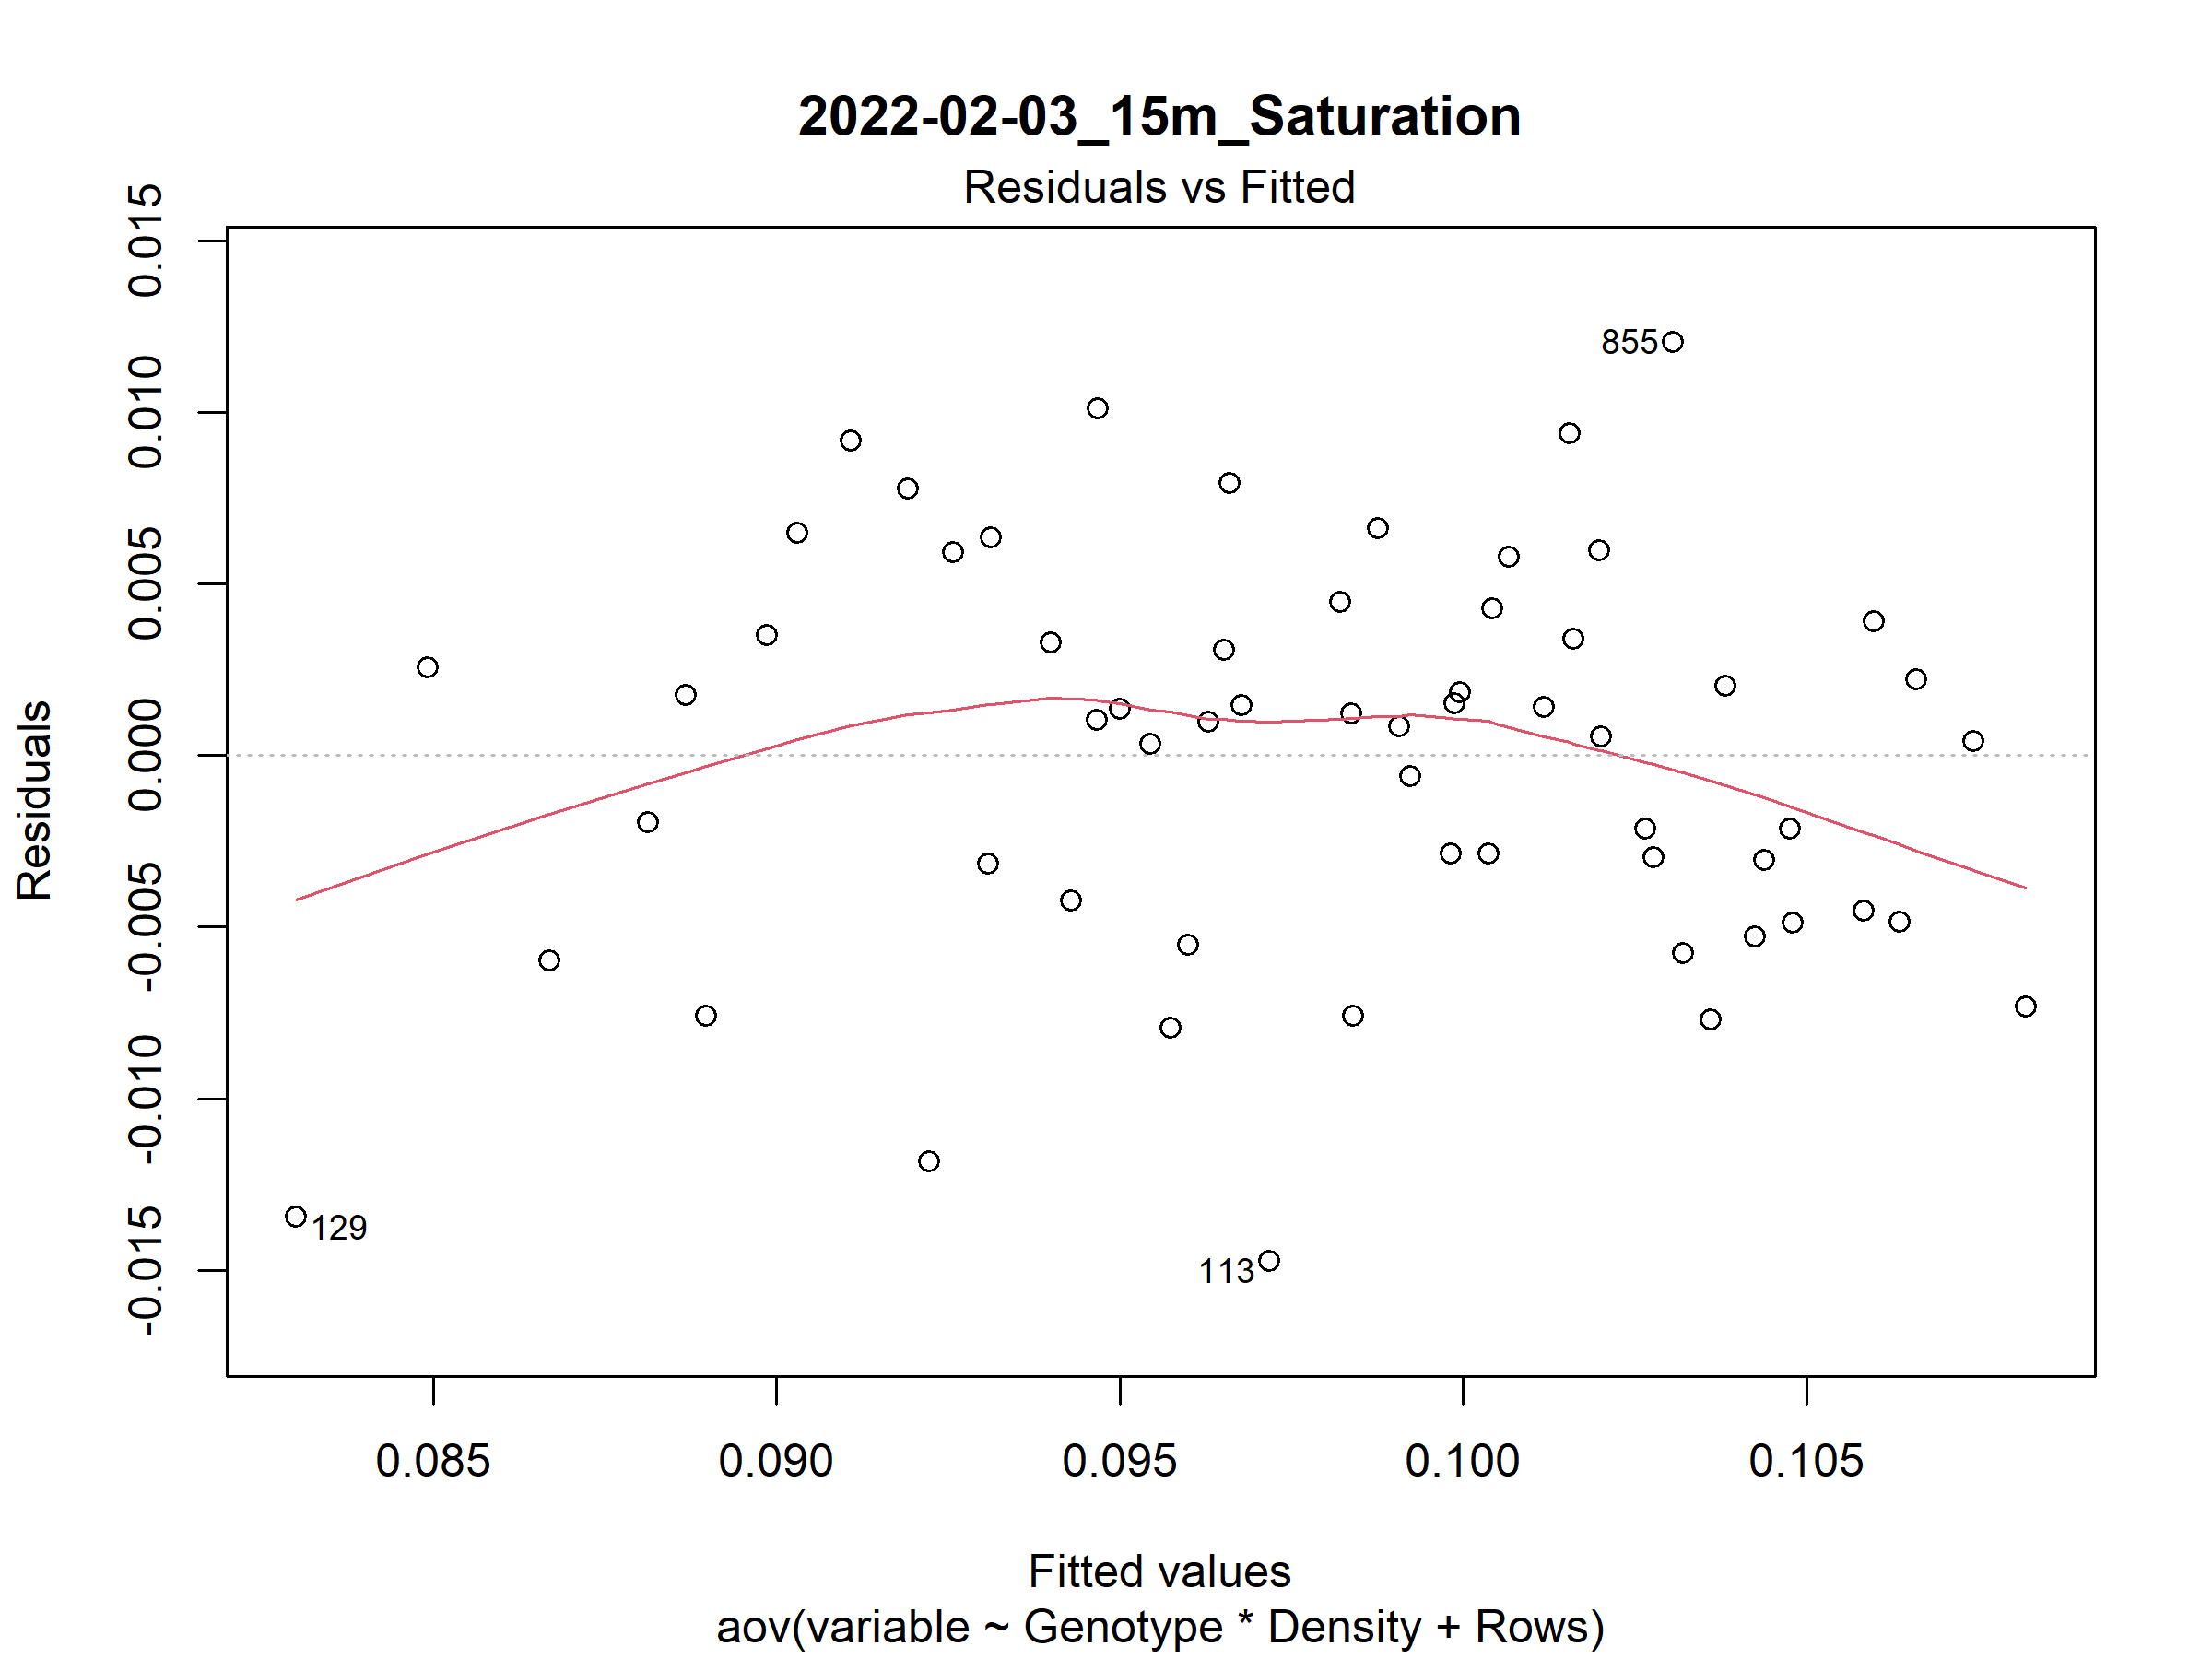 2022-02-03_15m_Saturation
Residuals vs Fitted
Residuals
0.015
0.010
0.005
0.000
-0.005
-0.010
-0.015
855
129
113
0.085 0.090 0.095 0.100 0.105
Fitted values
aov(variable ~ Genotype * Density + Rows)